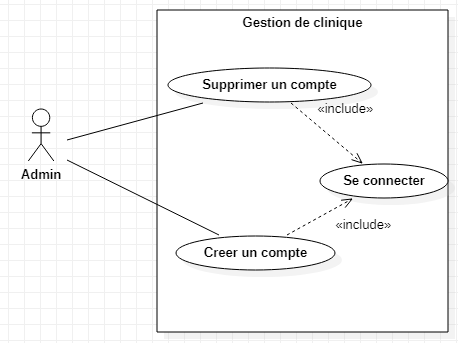 Gestion de clinique
Supprimer un compte
«include»
Admin
Se connecter
«include»
Creer un compte